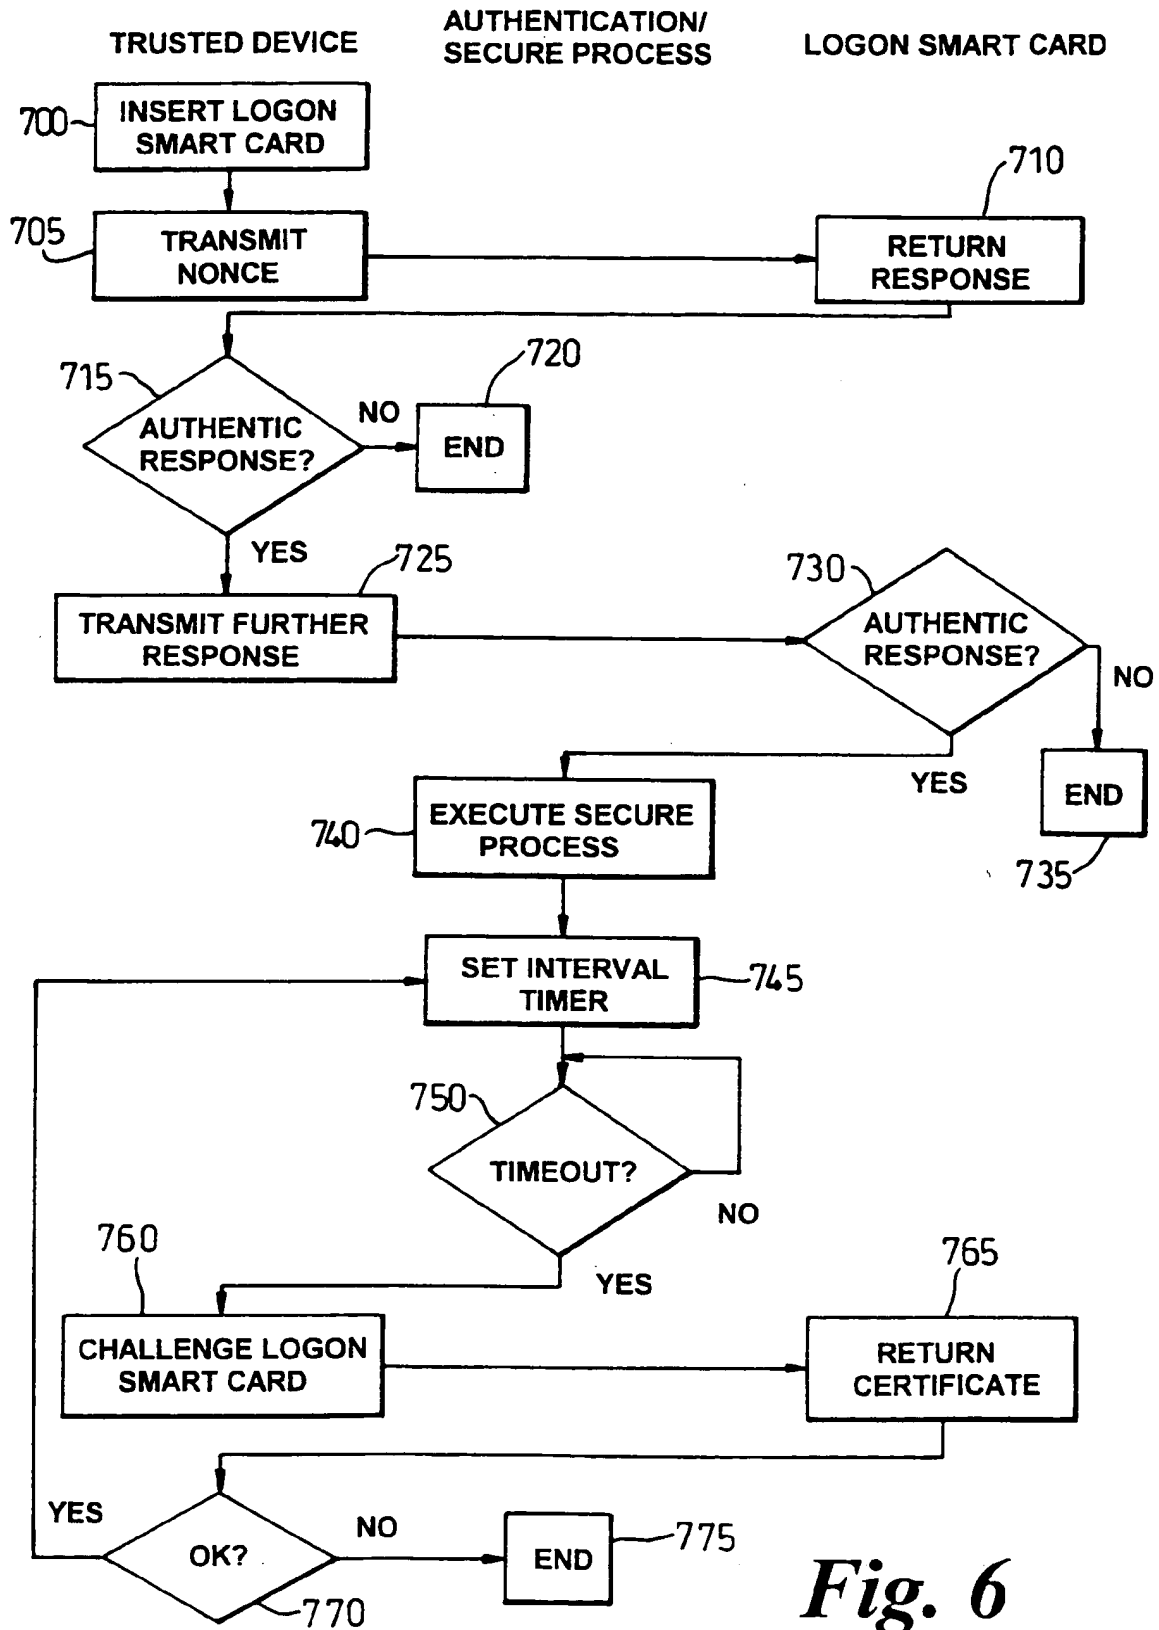 TRUSTED DEVICE
AUTHENTICATION/
SECURE PROCESS
LOGON SMART CARD
700
INSERT LOGON
SMART CARD
705
TRANSMIT
NONCE
710
RETURN
RESPONSE
715
AUTHENTIC
RESPONSE?
NO
720
END
YES
725
TRANSMIT FURTHER
RESPONSE
730
AUTHENTIC
RESPONSE?
NO
YES
END
735
740
EXECUTE SECURE
PROCESS
SET INTERVAL
TIMER
745
750
TIMEOUT?
NO
YES
760
CHALLENGE LOGON
SMART CARD
765
RETURN
CERTIFICATE
YES
OK?
NO
770
END
775
Fig. 6